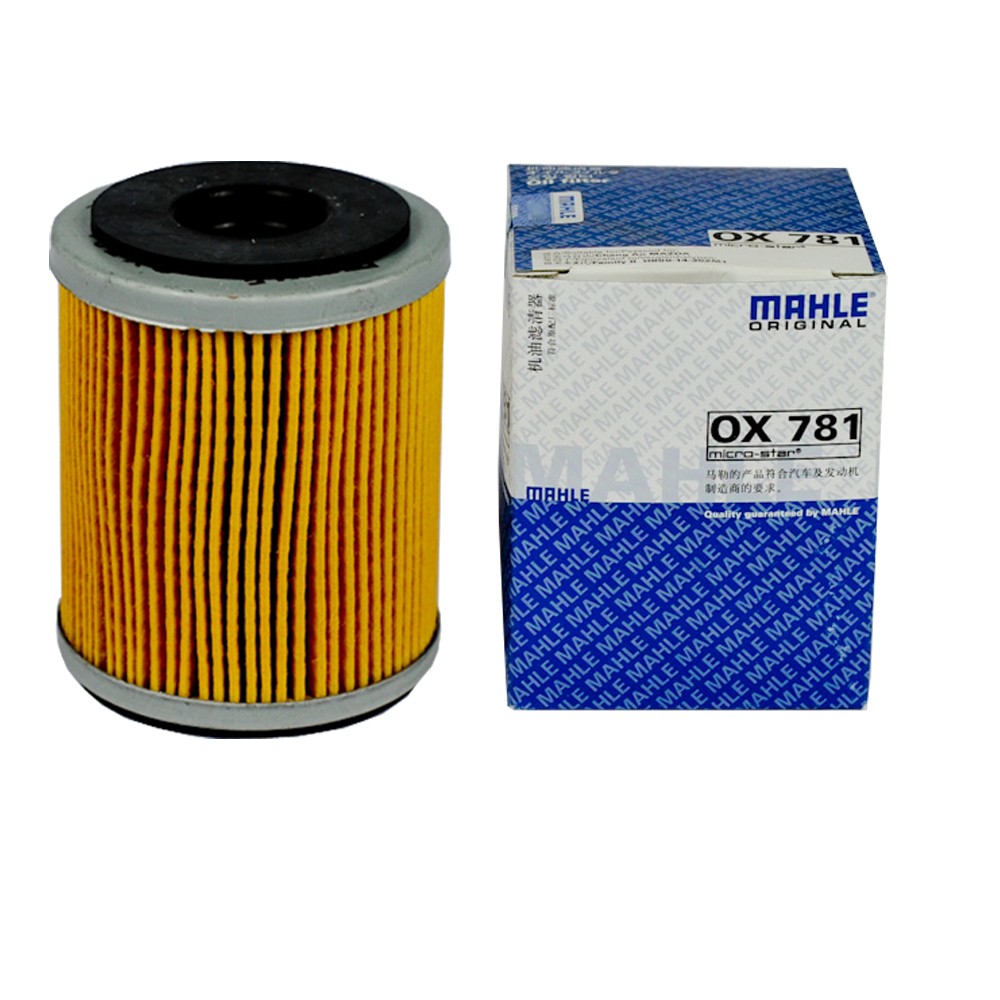 Oil filter
MAHLE
OX 781
micro-star
MAHLE
ORIGINAL
机油滤清器
OX 781
micro-star®
马勒的产品符合汽车及发动机
制造商的要求。
MAHLE
MAHLE
Quality guaranteed by MAHLE